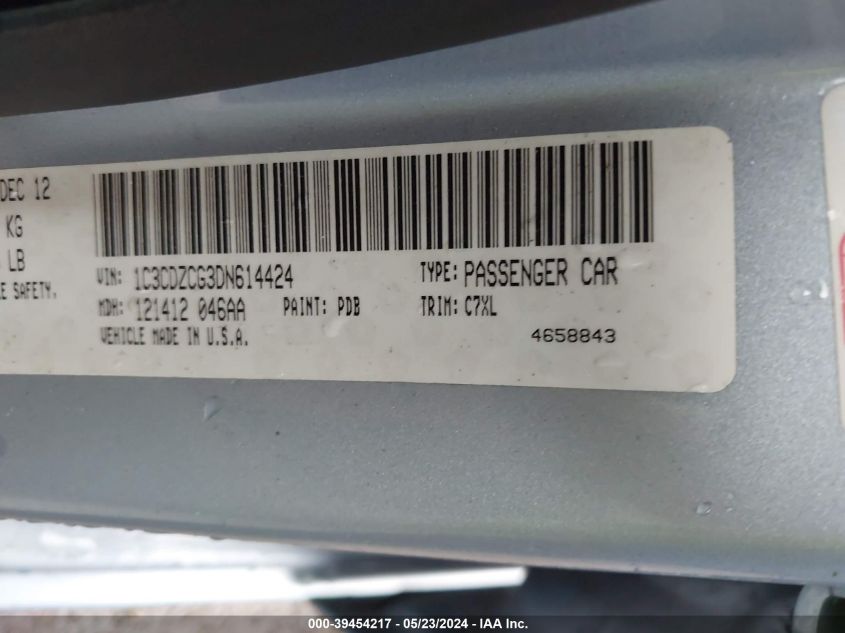 DEC 12
KG
LB
E SAFETY.
VIN: 1C3CDZCG3DN614424 TYPE: PASSENGER CAR
MDH: 121412 046AA PAINT: PDB TRIM: C7XL
VEHICLE MADE IN U.S.A. 4658843
000-39454217 - 05/23/2024 - IAA Inc.